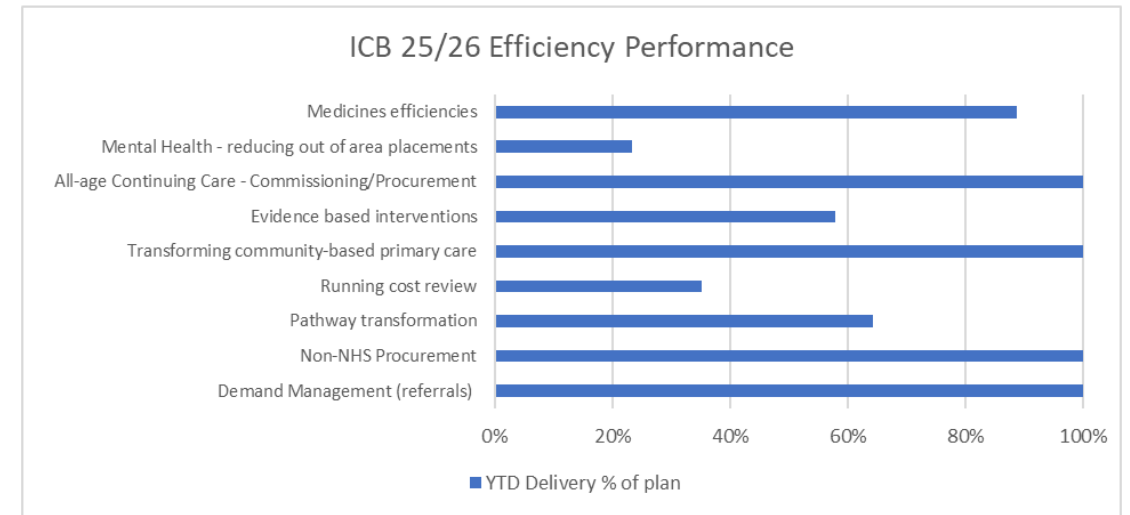 ICB 25/26 Efficiency Performance
Medicines efficiencies
Mental Health - reducing out of area placements
All-age Continuing Care - Commissioning/Procurement
Evidence based interventions
Transforming community-based primary care
Running cost review
Pathway transformation
Non-NHS Procurement
Demand Management (referrals)
0% 20% 40% 60% 80% 100%
YTD Delivery % of plan